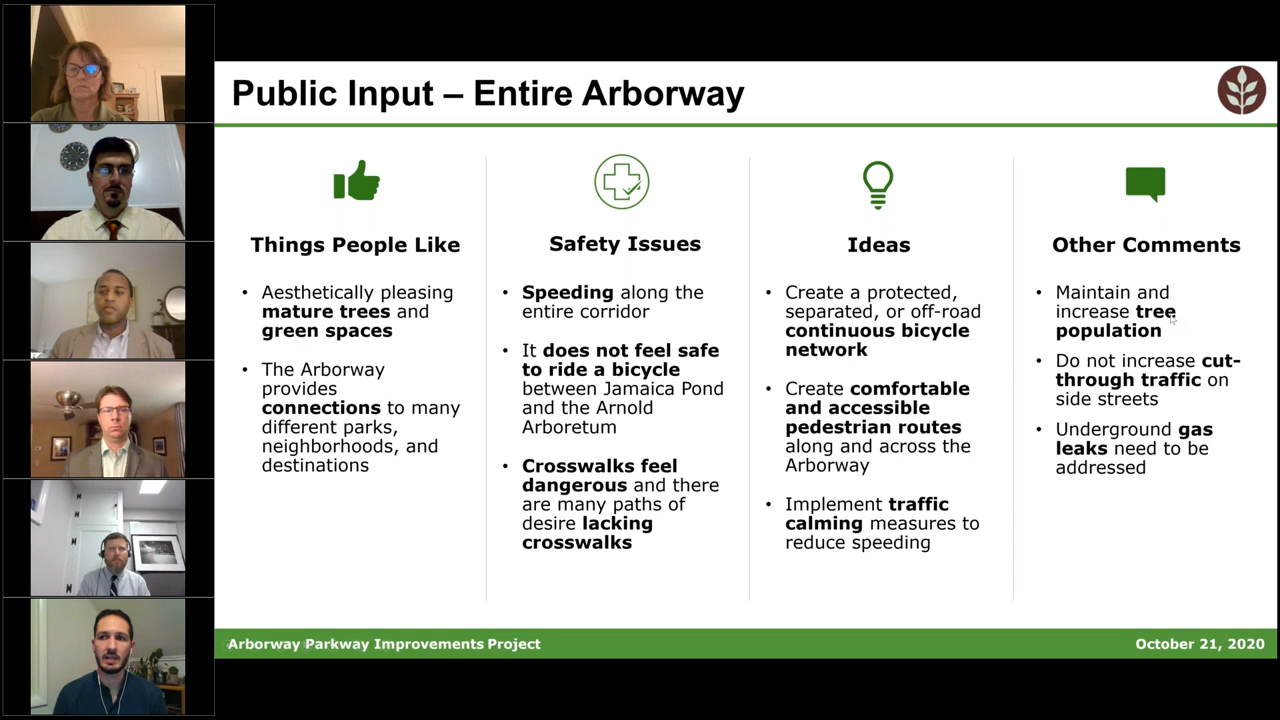 Public Input – Entire Arborway
Things People Like
• Aesthetically pleasing
mature trees and
green spaces
• The Arborway
provides
connections to many
different parks,
neighborhoods, and
destinations
Safety Issues
• Speeding along the
entire corridor
• It does not feel safe
to ride a bicycle
between Jamaica Pond
and the Arnold
Arboretum
• Crosswalks feel
dangerous and there
are many paths of
desire lacking
crosswalks
Ideas
• Create a protected,
separated, or off-road
continuous bicycle
network
• Create comfortable
and accessible
pedestrian routes
along and across the
Arborway
• Implement traffic
calming measures to
reduce speeding
Other Comments
• Maintain and
increase tree
population
• Do not increase cut-
through traffic on
side streets
• Underground gas
leaks need to be
addressed
Arborway Parkway Improvements Project
October 21, 2020